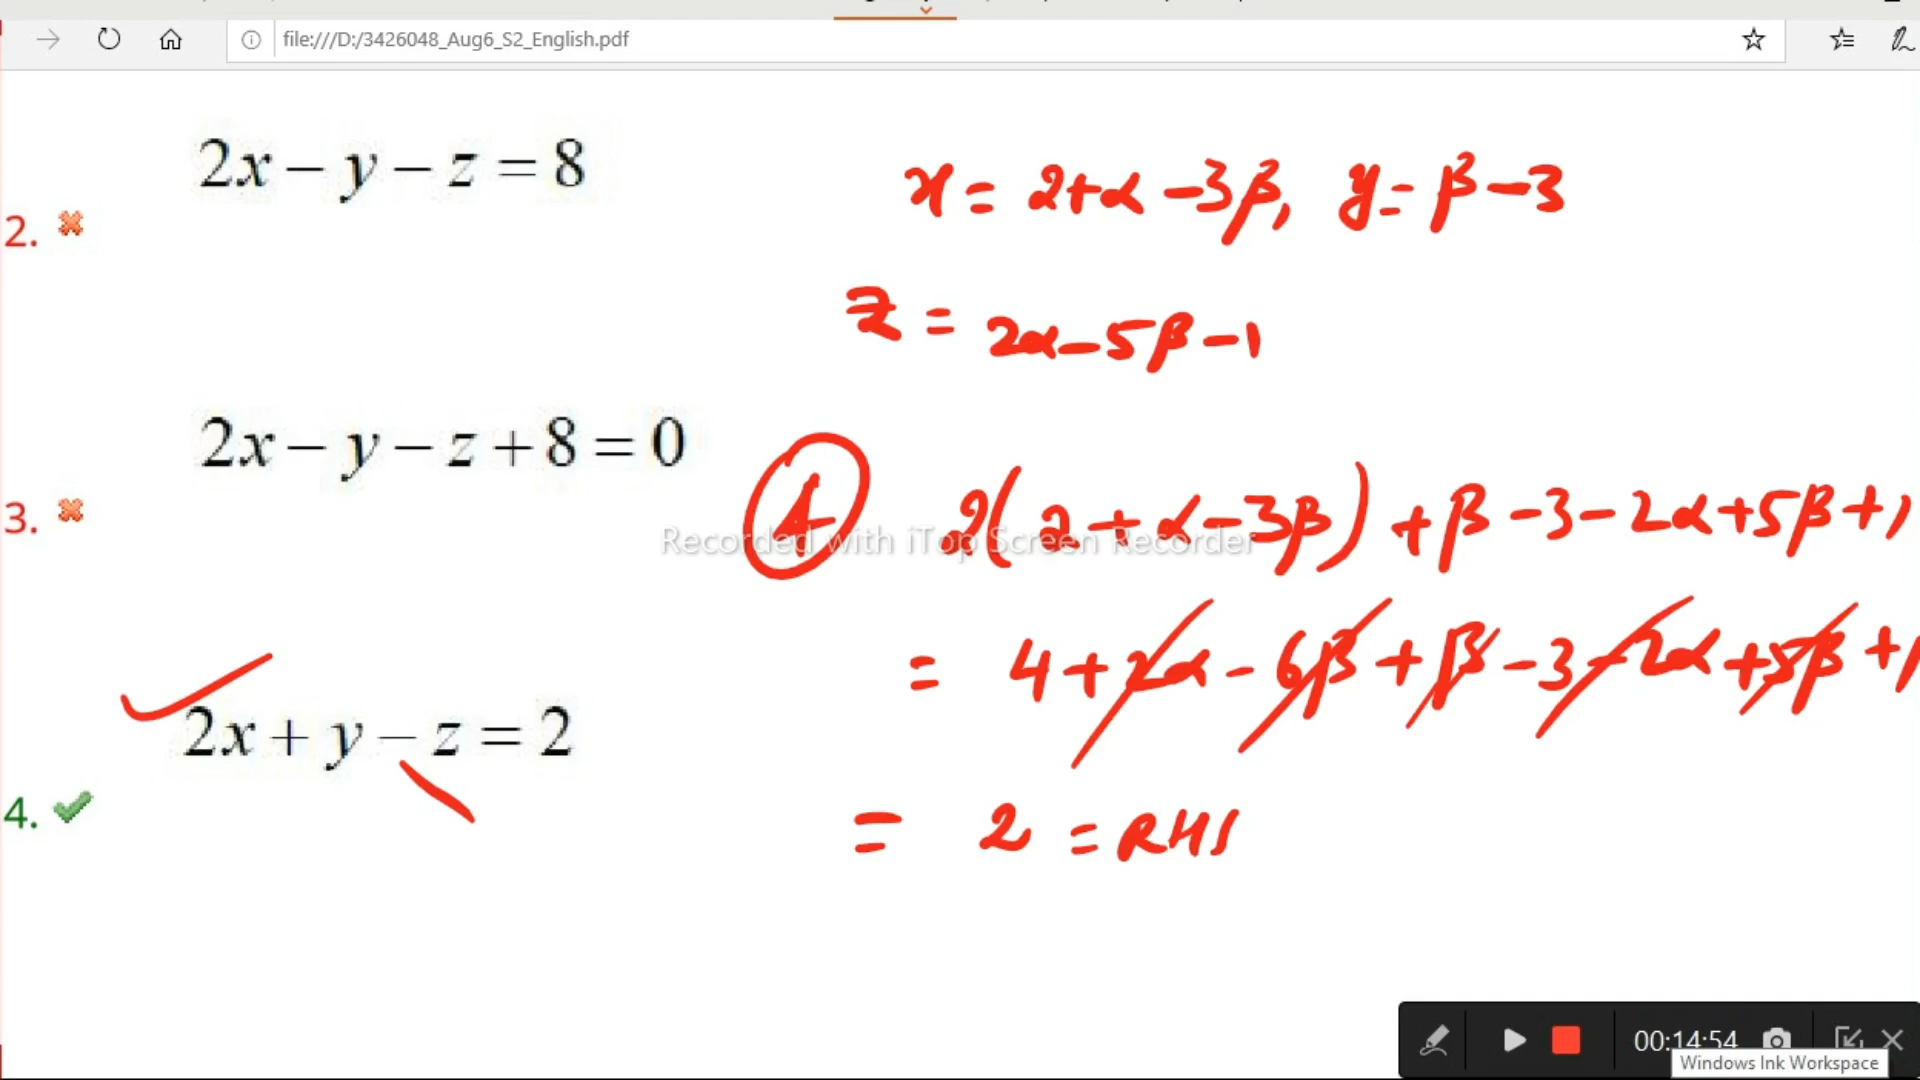 file:///D:/3426048_Aug6_S2_English.pdf
2x − y − z = 8
2.
x = 2+α −3β, y = β −3
z = 2α −5β −1
2x − y − z + 8 = 0
3.
4 2(2+α−3β)+β−3−2α+5β+1
Recorded with iTop Screen Recorder
= 4+2α−6β+β−3−2α+5β+1
2x + y − z = 2
4.
= 2 = RHS
00:14:54
Windows Ink Workspace